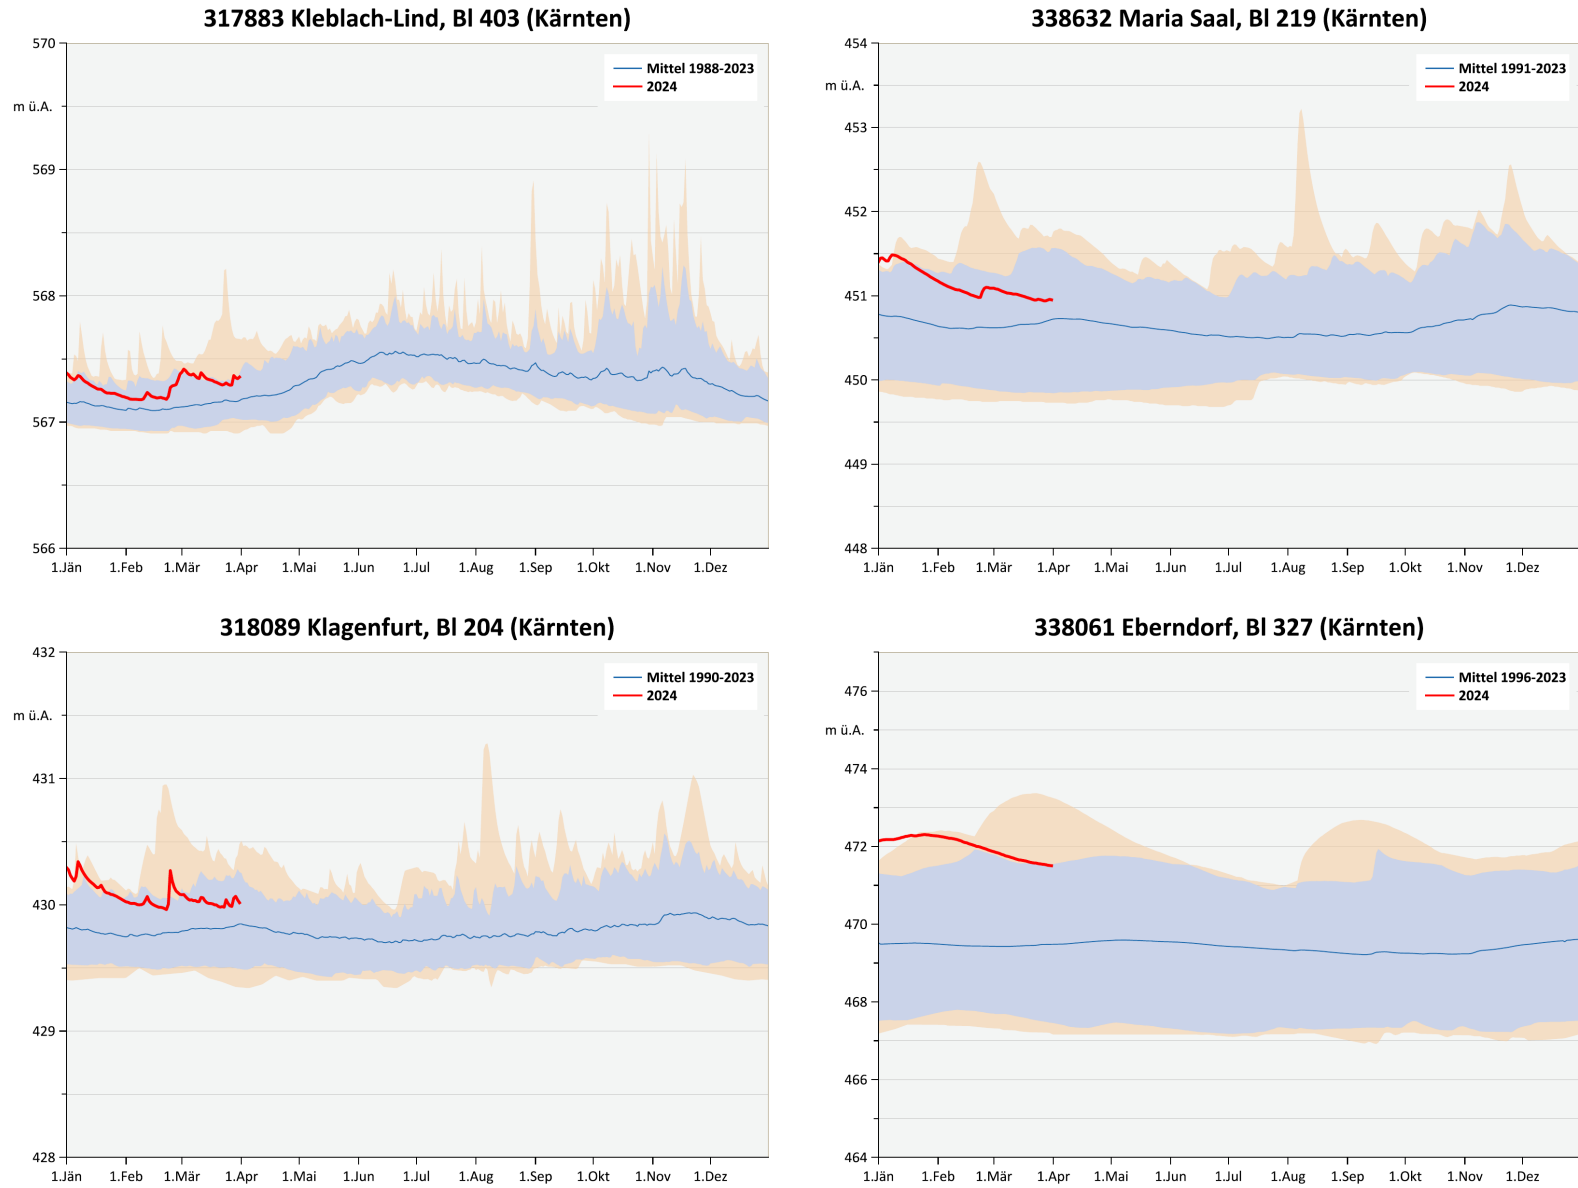 317883 Kleblach-Lind, Bl 403 (Kärnten)
570
m ü.A.
569
568
567
566
Mittel 1988-2023
2024
1.Jän 1.Feb 1.Mär 1.Apr 1.Mai 1.Jun 1.Jul 1.Aug 1.Sep 1.Okt 1.Nov 1.Dez
338632 Maria Saal, Bl 219 (Kärnten)
454
m ü.A.
453
452
451
450
449
448
Mittel 1991-2023
2024
1.Jän 1.Feb 1.Mär 1.Apr 1.Mai 1.Jun 1.Jul 1.Aug 1.Sep 1.Okt 1.Nov 1.Dez
318089 Klagenfurt, Bl 204 (Kärnten)
432
m ü.A.
431
430
429
428
Mittel 1990-2023
2024
1.Jän 1.Feb 1.Mär 1.Apr 1.Mai 1.Jun 1.Jul 1.Aug 1.Sep 1.Okt 1.Nov 1.Dez
338061 Eberndorf, Bl 327 (Kärnten)
476
m ü.A.
474
472
470
468
466
464
Mittel 1996-2023
2024
1.Jän 1.Feb 1.Mär 1.Apr 1.Mai 1.Jun 1.Jul 1.Aug 1.Sep 1.Okt 1.Nov 1.Dez